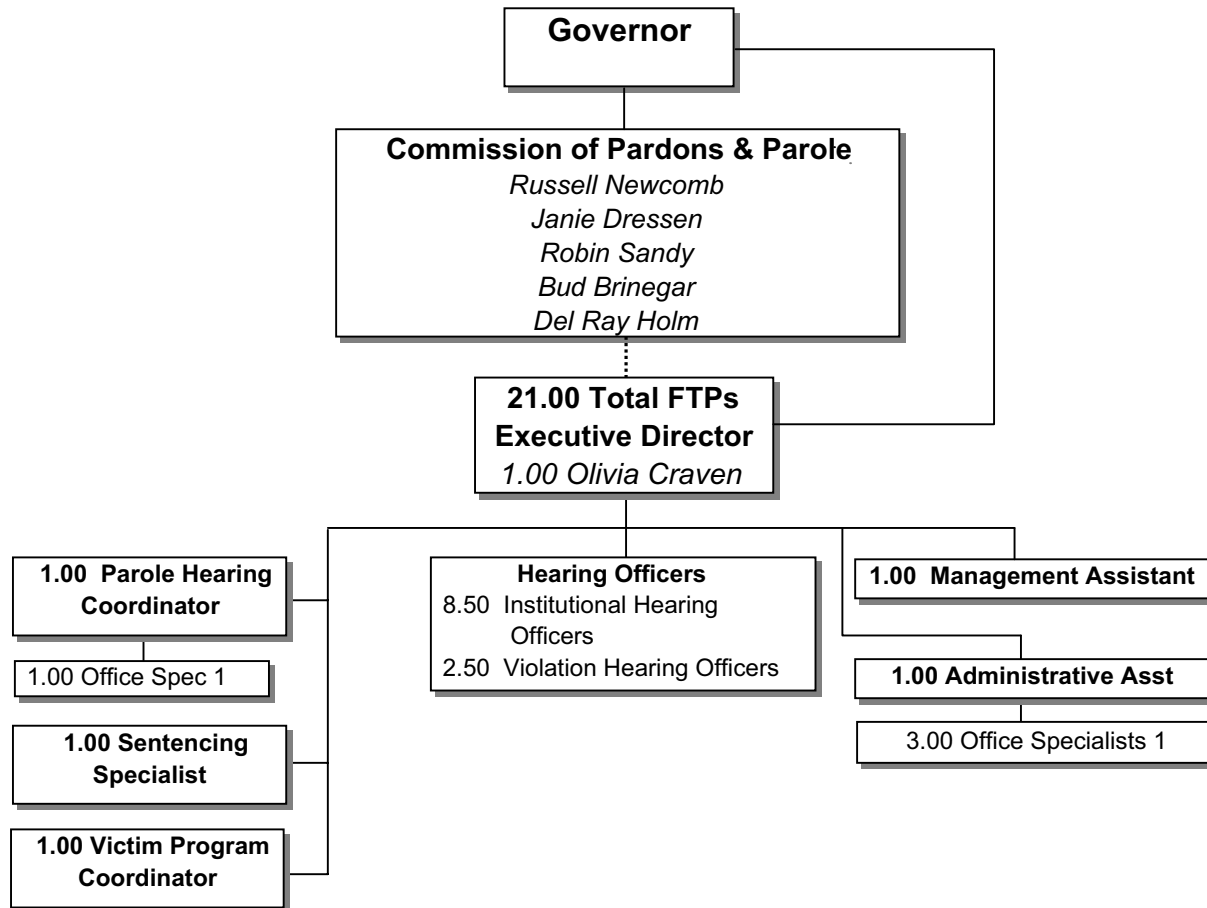 Governor
Commission of Pardons & Parole
Russell Newcomb
Janie Dressen
Robin Sandy
Bud Brinegar
Del Ray Holm
21.00 Total FTPs
Executive Director
1.00 Olivia Craven
1.00 Parole Hearing
Coordinator
1.00 Office Spec 1
1.00 Sentencing
Specialist
1.00 Victim Program
Coordinator
Hearing Officers
8.50 Institutional Hearing
Officers
2.50 Violation Hearing Officers
1.00 Management Assistant
1.00 Administrative Asst
3.00 Office Specialists 1